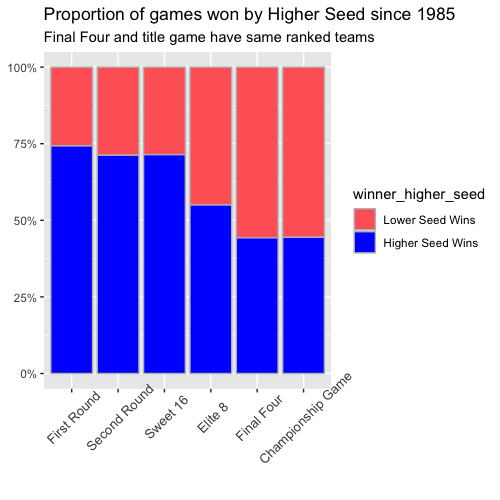 Proportion of games won by Higher Seed since 1985
Final Four and title game have same ranked teams
100%
75%
50%
25%
0%
First Round
Second Round
Sweet 16
Elite 8
Final Four
Championship Game
winner_higher_seed
Lower Seed Wins
Higher Seed Wins